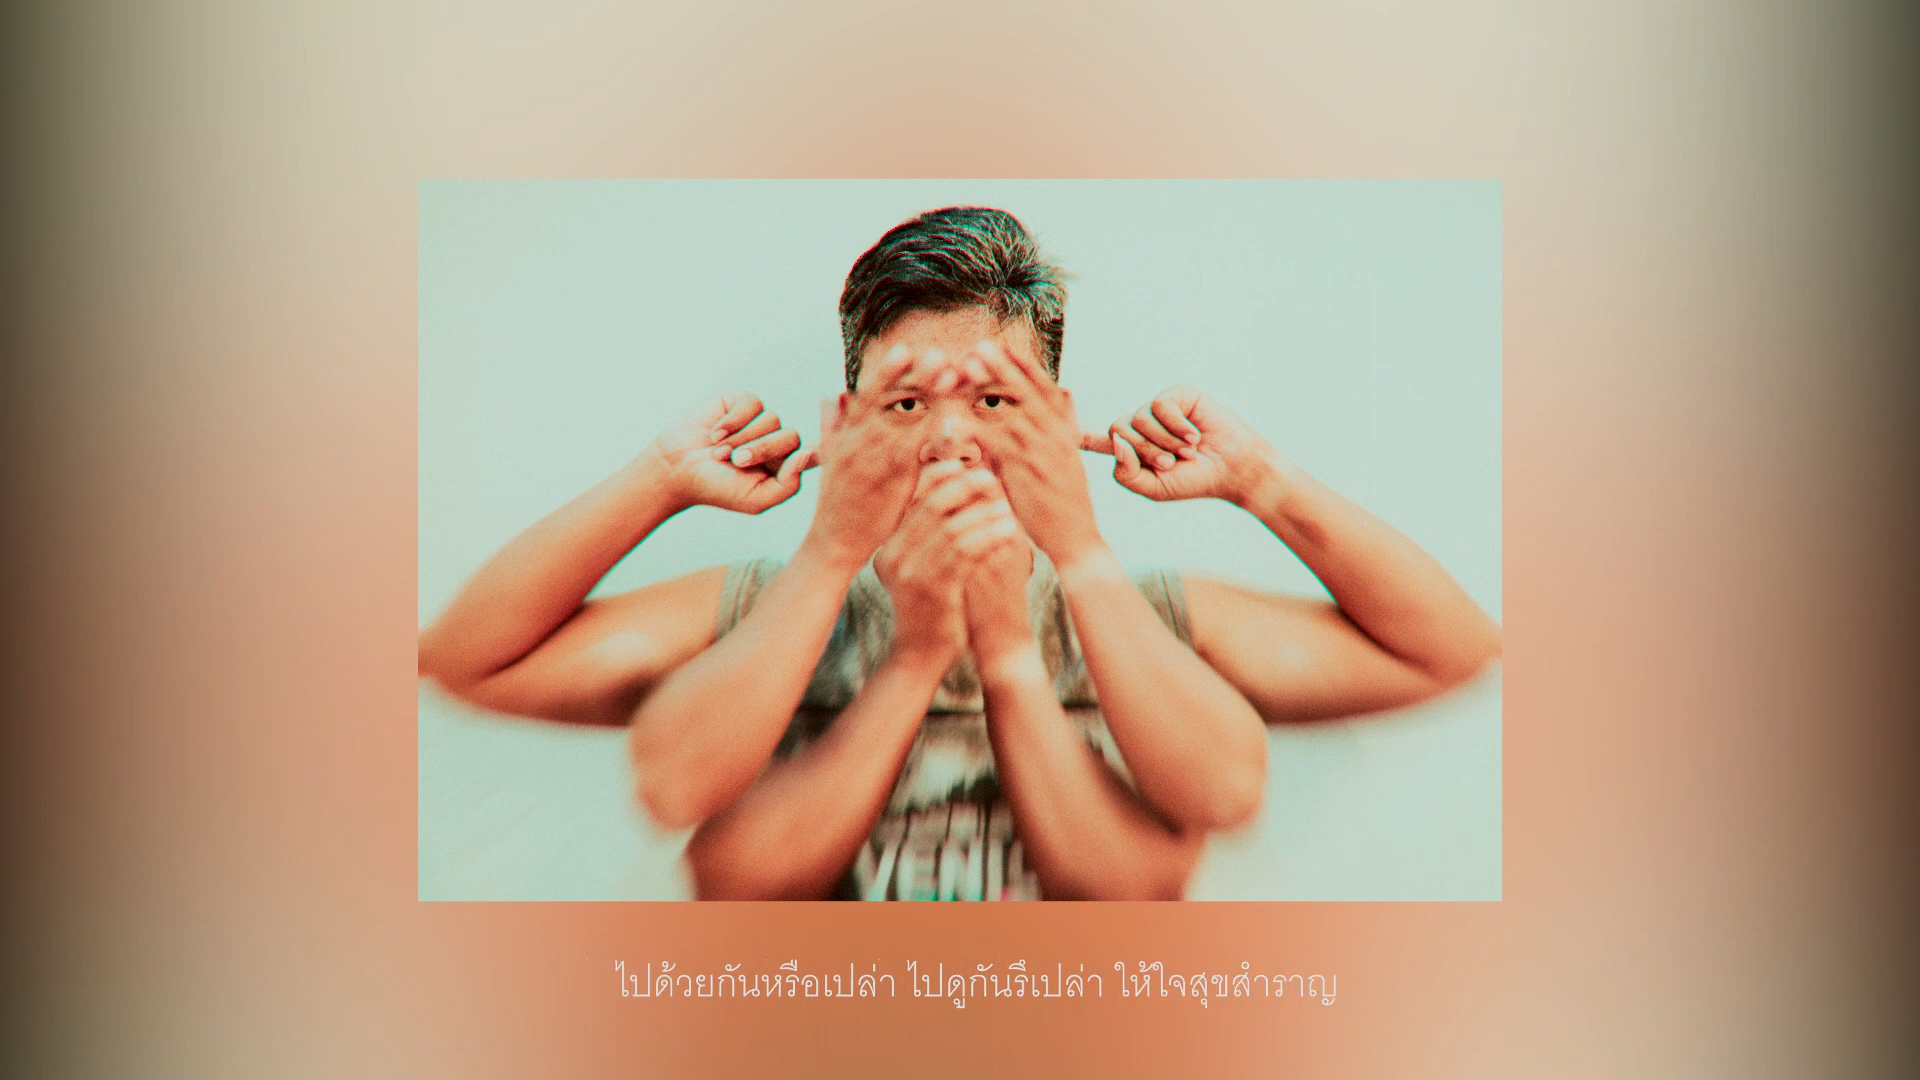 ไปด้วยกันหรือเปล่า ไปดูกันรึเปล่า ให้ใจสุขสำราญ